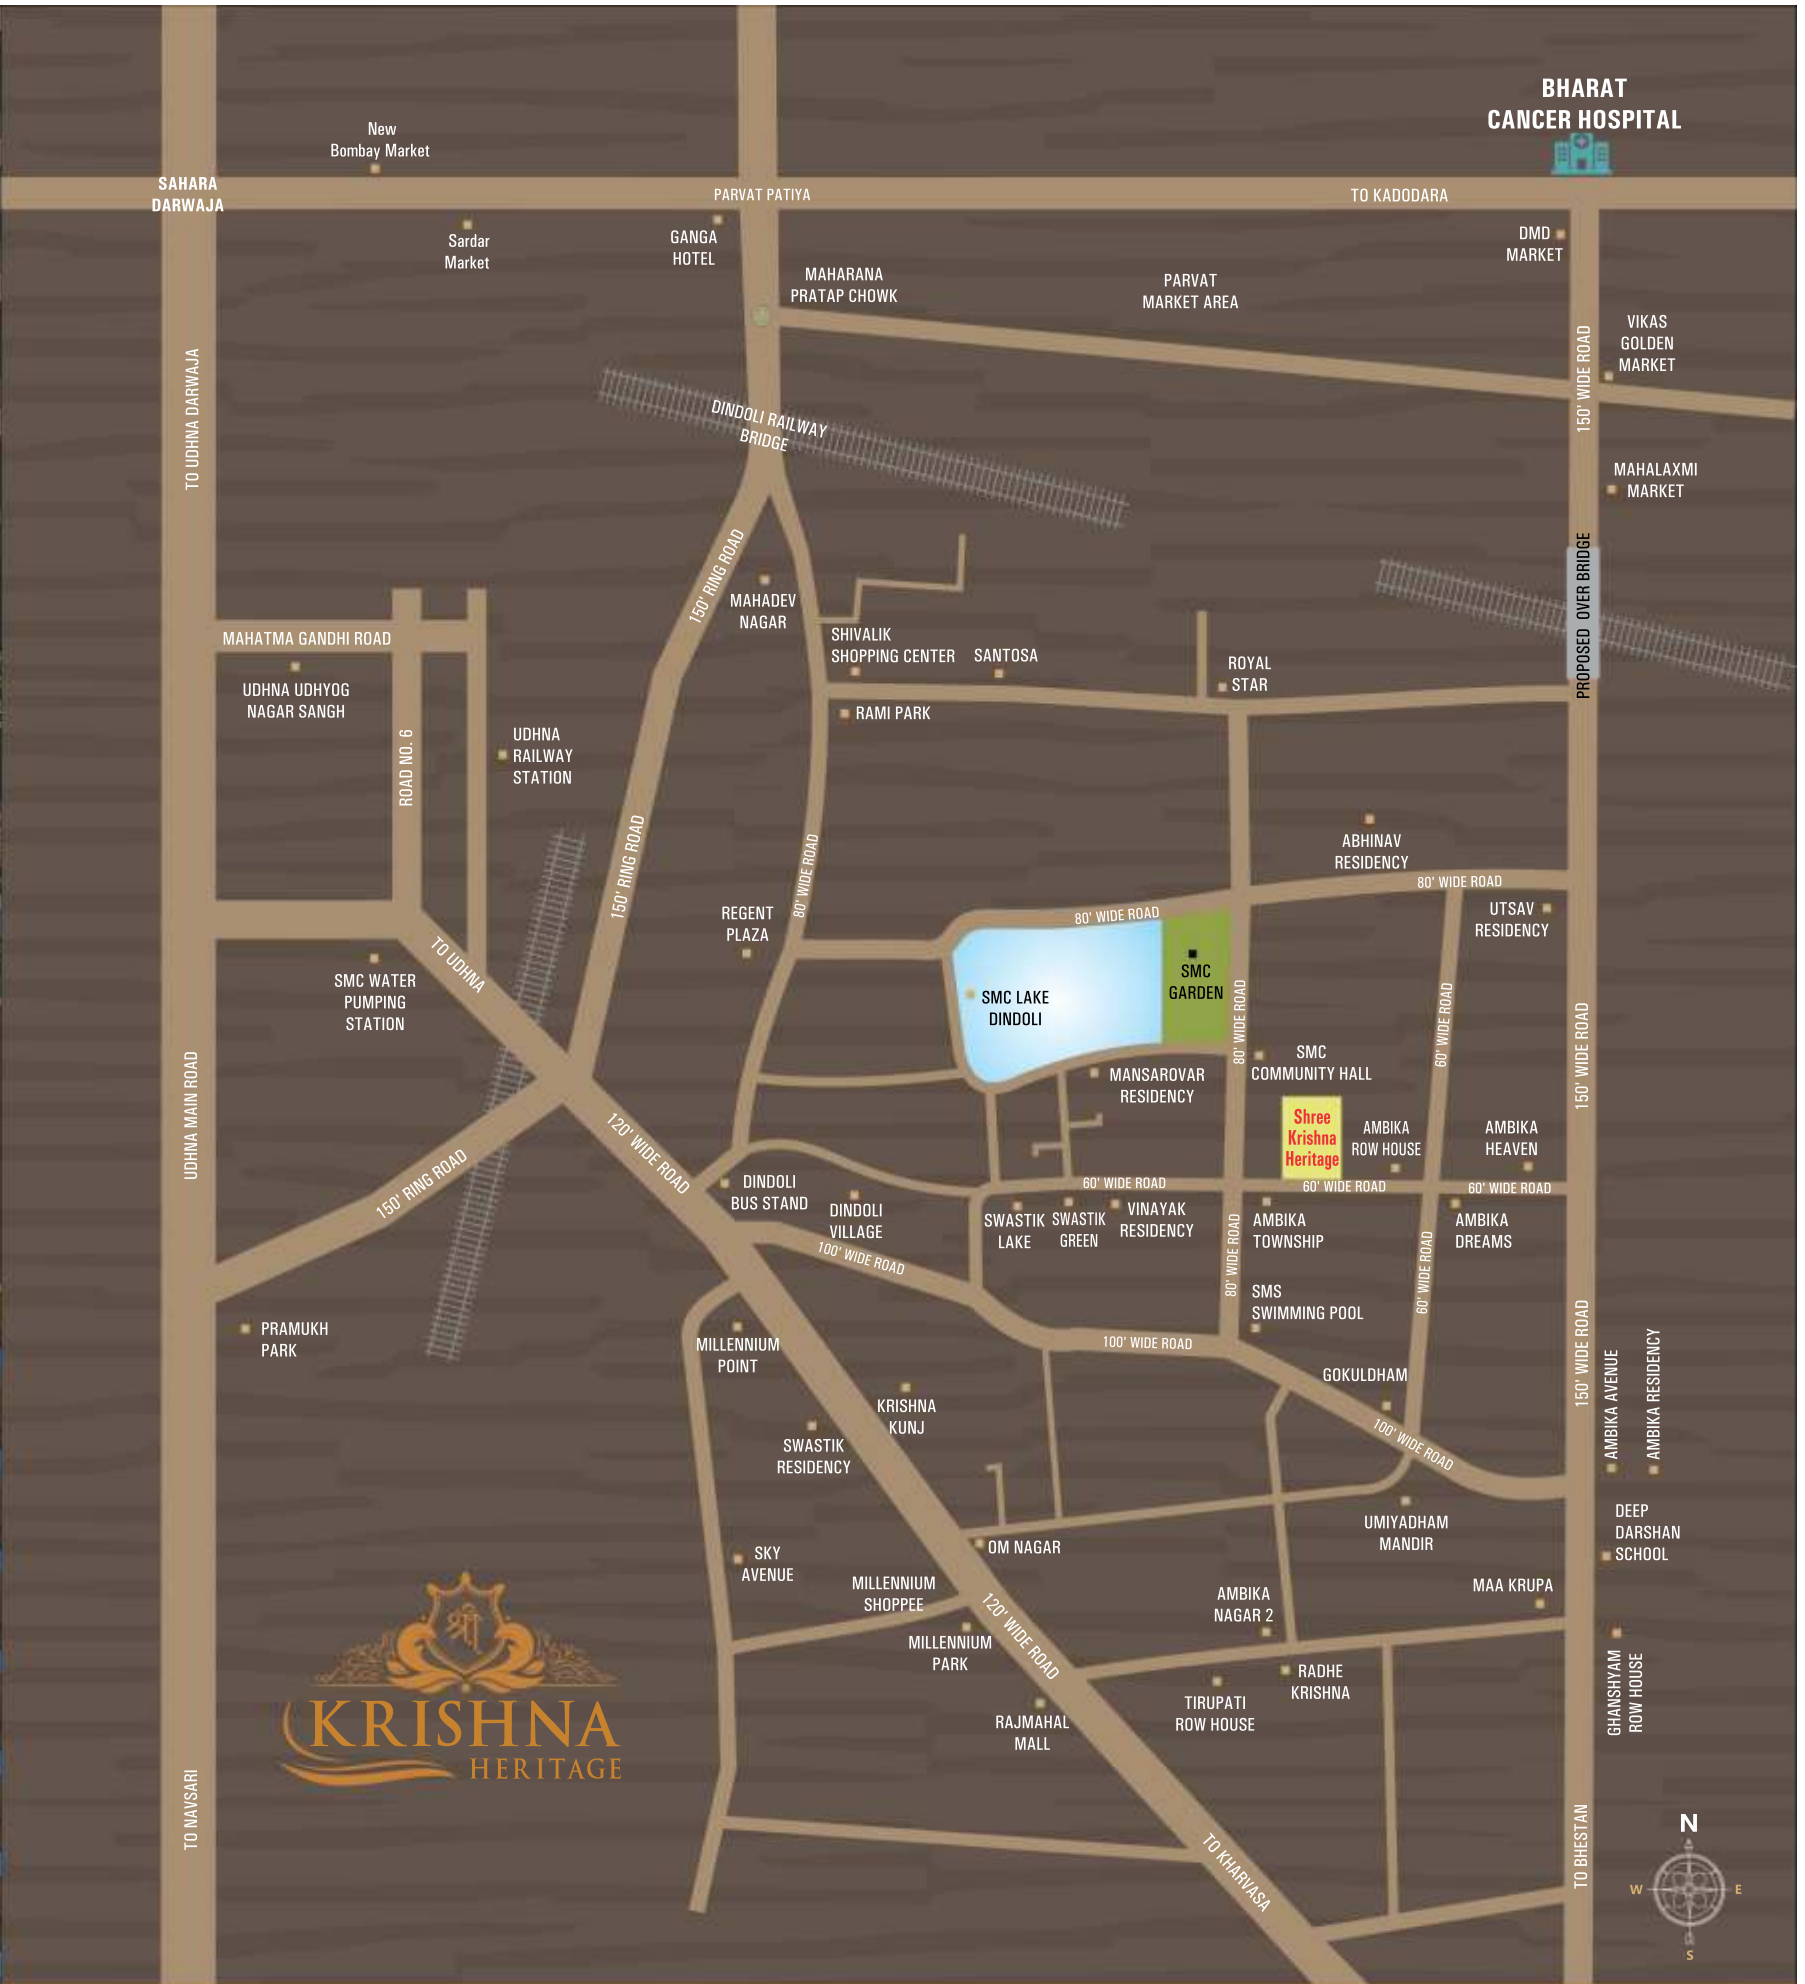 BHARAT
CANCER HOSPITAL
New
Bombay Market
SAHARA
DARWAJA
PARVAT PATIYA
TO KADODARA
Sardar
Market
GANGA
HOTEL
DMD
MARKET
MAHARANA
PRATAP CHOWK
PARVAT
MARKET AREA
VIKAS
GOLDEN
MARKET
150' WIDE ROAD
TO UDHNA DARWAJA
DINDOLI RAILWAY
BRIDGE
MAHALAXMI
MARKET
PROPOSED OVER BRIDGE
150' RING ROAD
MAHADEV
NAGAR
MAHATMA GANDHI ROAD
SHIVALIK
SHOPPING CENTER
SANTOSA
ROYAL
STAR
UDHNA UDHYOG
NAGAR SANGH
RAMI PARK
ROAD NO. 6
UDHNA
RAILWAY
STATION
150' RING ROAD
80' WIDE ROAD
ABHINAV
RESIDENCY
80' WIDE ROAD
REGENT
PLAZA
80' WIDE ROAD
UTSAV
RESIDENCY
TO UDHNA
SMC WATER
PUMPING
STATION
SMC LAKE
DINDOLI
SMC
GARDEN
80' WIDE ROAD
60' WIDE ROAD
150' WIDE ROAD
SMC
COMMUNITY HALL
MANSAROVAR
RESIDENCY
UDHNA MAIN ROAD
120' WIDE ROAD
Shree
Krishna
Heritage
AMBIKA
ROW HOUSE
AMBIKA
HEAVEN
150' RING ROAD
DINDOLI
BUS STAND
60' WIDE ROAD
60' WIDE ROAD
60' WIDE ROAD
DINDOLI
VILLAGE
SWASTIK
LAKE
SWASTIK
GREEN
VINAYAK
RESIDENCY
80' WIDE ROAD
AMBIKA
TOWNSHIP
60' WIDE ROAD
AMBIKA
DREAMS
100' WIDE ROAD
SMS
SWIMMING POOL
PRAMUKH
PARK
MILLENNIUM
POINT
100' WIDE ROAD
150' WIDE ROAD
AMBIKA AVENUE
AMBIKA RESIDENCY
GOKULDHAM
KRISHNA
KUNJ
100' WIDE ROAD
SWASTIK
RESIDENCY
UMIYADHAM
MANDIR
DEEP
DARSHAN
SCHOOL
OM NAGAR
SKY
AVENUE
MILLENNIUM
SHOPPEE
120' WIDE ROAD
AMBIKA
NAGAR 2
MAA KRUPA
MILLENNIUM
PARK
RADHE
KRISHNA
GHANSHYAM
ROW HOUSE
TIRUPATI
ROW HOUSE
RAJMAHAL
MALL
श्री
KRISHNA
HERITAGE
TO NAVSARI
TO KHARVASA
TO BHESTAN
N
W
E
S